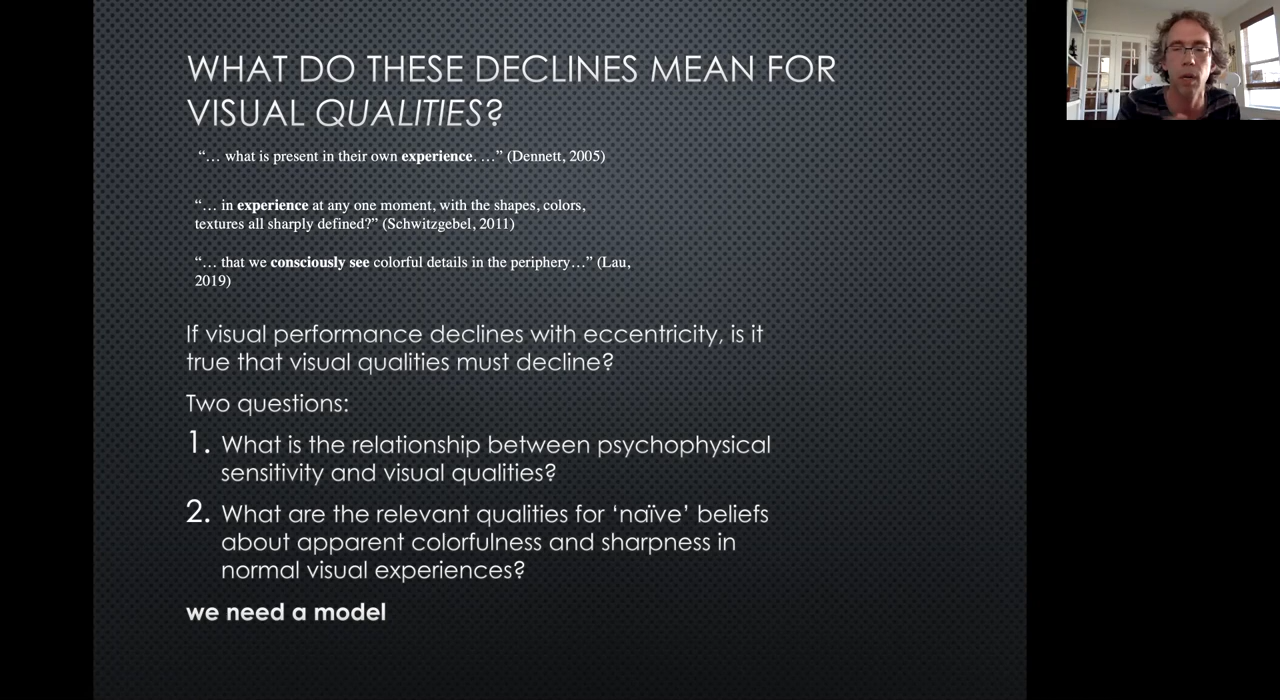 WHAT DO THESE DECLINES MEAN FOR
VISUAL QUALITIES?
“… what is present in their own experience. …” (Dennett, 2005)
“… in experience at any one moment, with the shapes, colors,
textures all sharply defined?” (Schwitzgebel, 2011)
“… that we consciously see colorful details in the periphery…” (Lau,
2019)
If visual performance declines with eccentricity, is it
true that visual qualities must decline?
Two questions:
1. What is the relationship between psychophysical
sensitivity and visual qualities?
2. What are the relevant qualities for ‘naïve’ beliefs
about apparent colorfulness and sharpness in
normal visual experiences?
we need a model